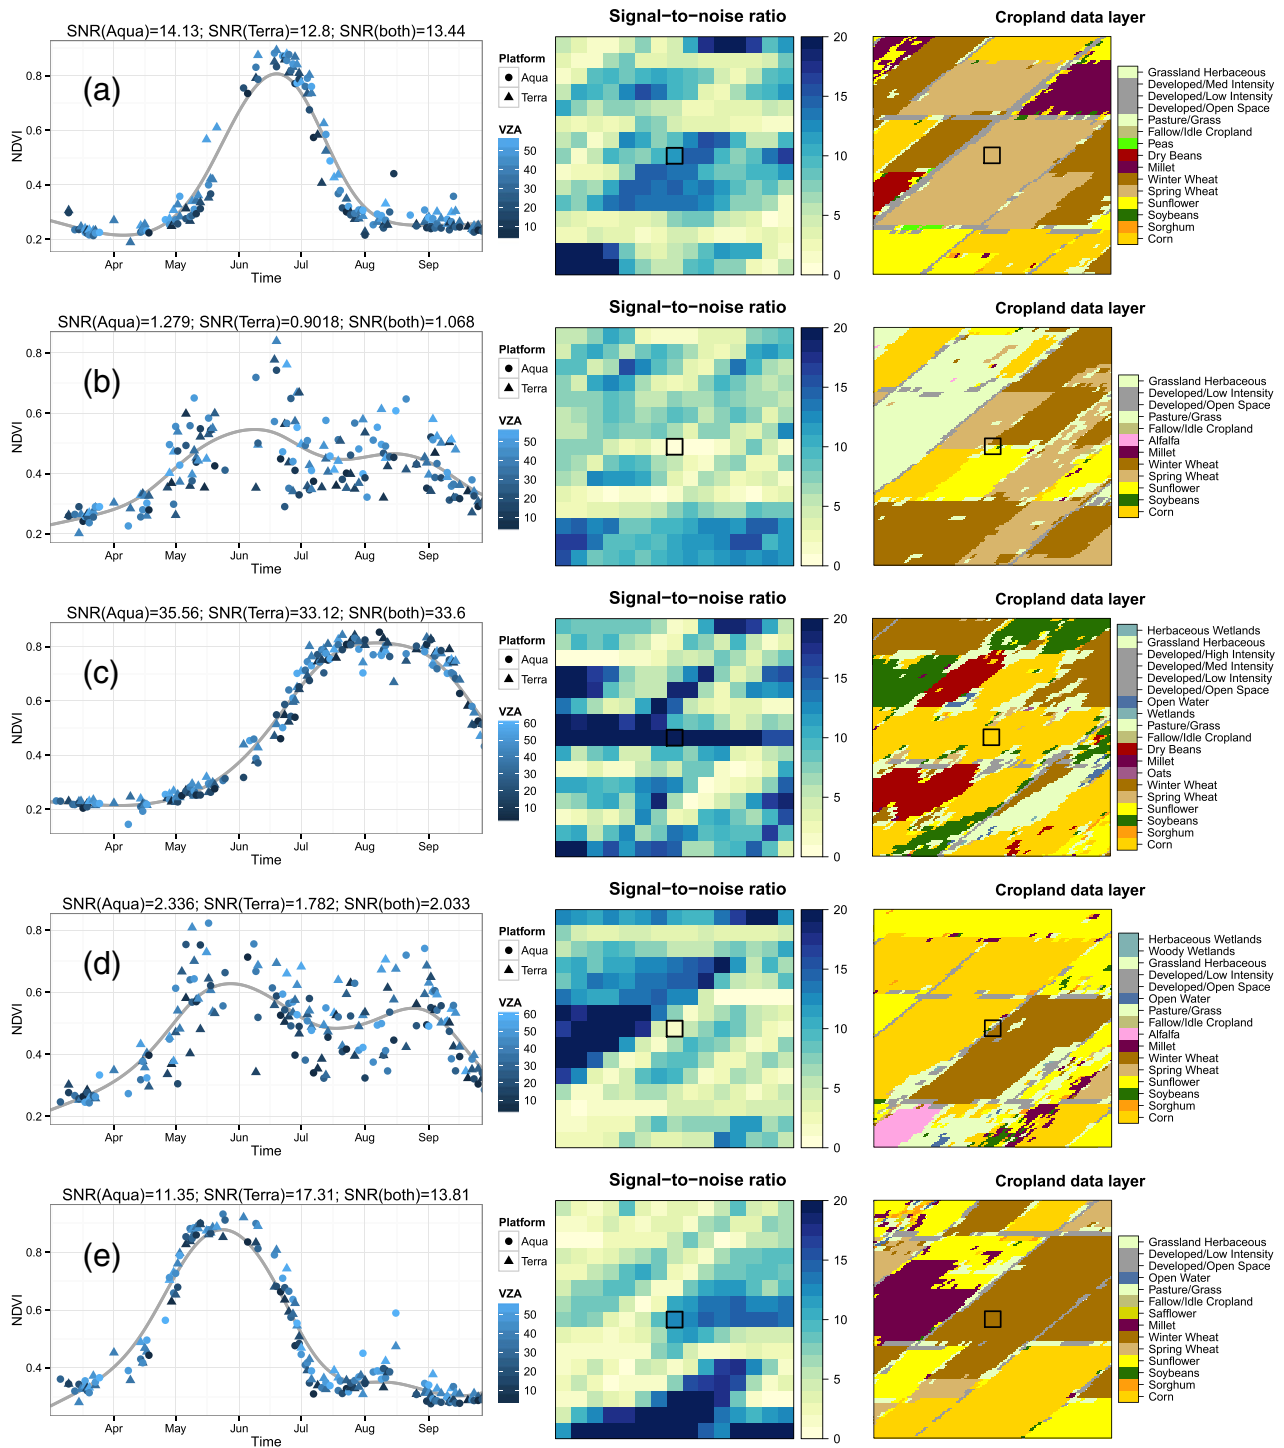 SNR(Aqua)=14.13; SNR(Terra)=12.8; SNR(both)=13.44
(a)
NDVI
0.8
0.6
0.4
0.2
Apr May Jun Jul Aug Sep
Time
Platform
Aqua
Terra
VZA
50
40
30
20
10
Signal−to−noise ratio
20
15
10
5
0
Cropland data layer
Grassland Herbaceous
Developed/Med Intensity
Developed/Low Intensity
Developed/Open Space
Pasture/Grass
Fallow/Idle Cropland
Peas
Dry Beans
Millet
Winter Wheat
Spring Wheat
Sunflower
Soybeans
Sorghum
Corn
SNR(Aqua)=1.279; SNR(Terra)=0.9018; SNR(both)=1.068
(b)
NDVI
0.8
0.6
0.4
0.2
Apr May Jun Jul Aug Sep
Time
Platform
Aqua
Terra
VZA
50
40
30
20
10
Signal−to−noise ratio
20
15
10
5
0
Cropland data layer
Grassland Herbaceous
Developed/Low Intensity
Developed/Open Space
Pasture/Grass
Fallow/Idle Cropland
Alfalfa
Millet
Winter Wheat
Spring Wheat
Sunflower
Soybeans
Corn
SNR(Aqua)=35.56; SNR(Terra)=33.12; SNR(both)=33.6
(c)
NDVI
0.8
0.6
0.4
0.2
Apr May Jun Jul Aug Sep
Time
Platform
Aqua
Terra
VZA
60
50
40
30
20
10
Signal−to−noise ratio
20
15
10
5
0
Cropland data layer
Herbaceous Wetlands
Grassland Herbaceous
Developed/High Intensity
Developed/Med Intensity
Developed/Low Intensity
Developed/Open Space
Open Water
Wetlands
Pasture/Grass
Fallow/Idle Cropland
Dry Beans
Millet
Oats
Winter Wheat
Spring Wheat
Sunflower
Soybeans
Sorghum
Corn
SNR(Aqua)=2.336; SNR(Terra)=1.782; SNR(both)=2.033
(d)
NDVI
0.8
0.6
0.4
0.2
Apr May Jun Jul Aug Sep
Time
Platform
Aqua
Terra
VZA
60
50
40
30
20
10
Signal−to−noise ratio
20
15
10
5
0
Cropland data layer
Herbaceous Wetlands
Woody Wetlands
Grassland Herbaceous
Developed/Low Intensity
Developed/Open Space
Open Water
Pasture/Grass
Fallow/Idle Cropland
Alfalfa
Millet
Winter Wheat
Spring Wheat
Sunflower
Soybeans
Sorghum
Corn
SNR(Aqua)=11.35; SNR(Terra)=17.31; SNR(both)=13.81
(e)
NDVI
0.8
0.6
0.4
Apr May Jun Jul Aug Sep
Time
Platform
Aqua
Terra
VZA
50
40
30
20
10
Signal−to−noise ratio
20
15
10
5
0
Cropland data layer
Grassland Herbaceous
Developed/Low Intensity
Developed/Open Space
Open Water
Pasture/Grass
Fallow/Idle Cropland
Safflower
Millet
Winter Wheat
Spring Wheat
Sunflower
Soybeans
Sorghum
Corn